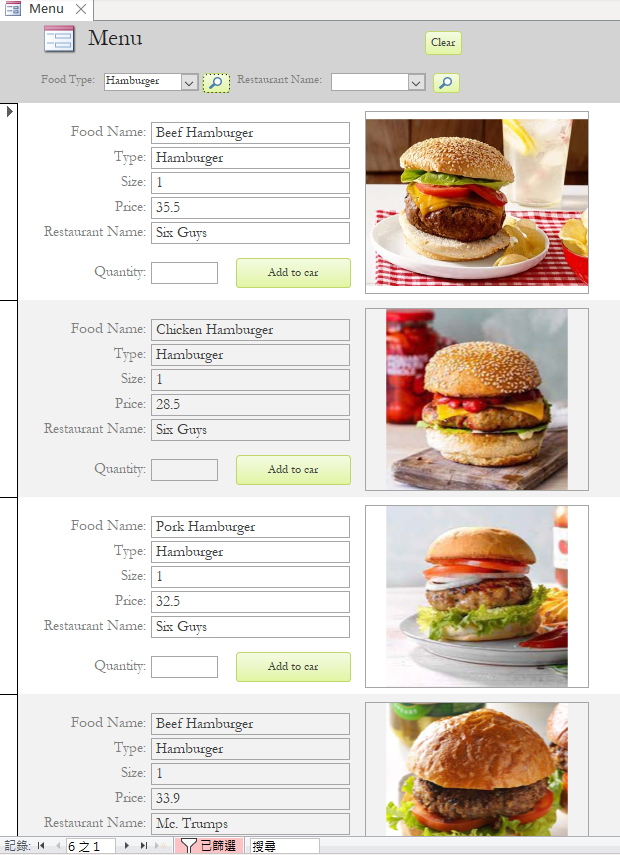 Menu
Menu
Clear
Food Type: Hamburger Restaurant Name:
Food Name: Beef Hamburger
Type: Hamburger
Size: 1
Price: 35.5
Restaurant Name: Six Guys
Quantity: Add to car
Food Name: Chicken Hamburger
Type: Hamburger
Size: 1
Price: 28.5
Restaurant Name: Six Guys
Quantity: Add to car
Food Name: Pork Hamburger
Type: Hamburger
Size: 1
Price: 32.5
Restaurant Name: Six Guys
Quantity: Add to car
Food Name: Beef Hamburger
Type: Hamburger
Size: 1
Price: 33.9
Restaurant Name: Mc. Trumps
記錄: 6 之 1 已篩選 搜尋